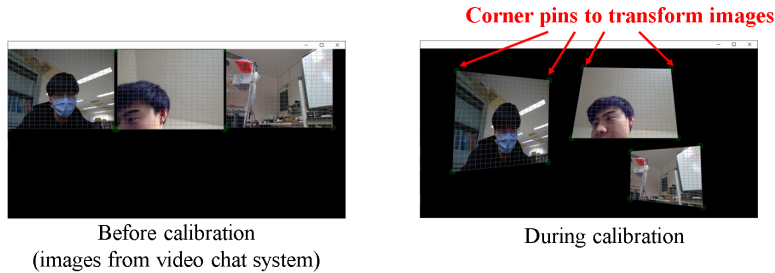 Corner pins to transform images
Before calibration
(images from video chat system)
During calibration